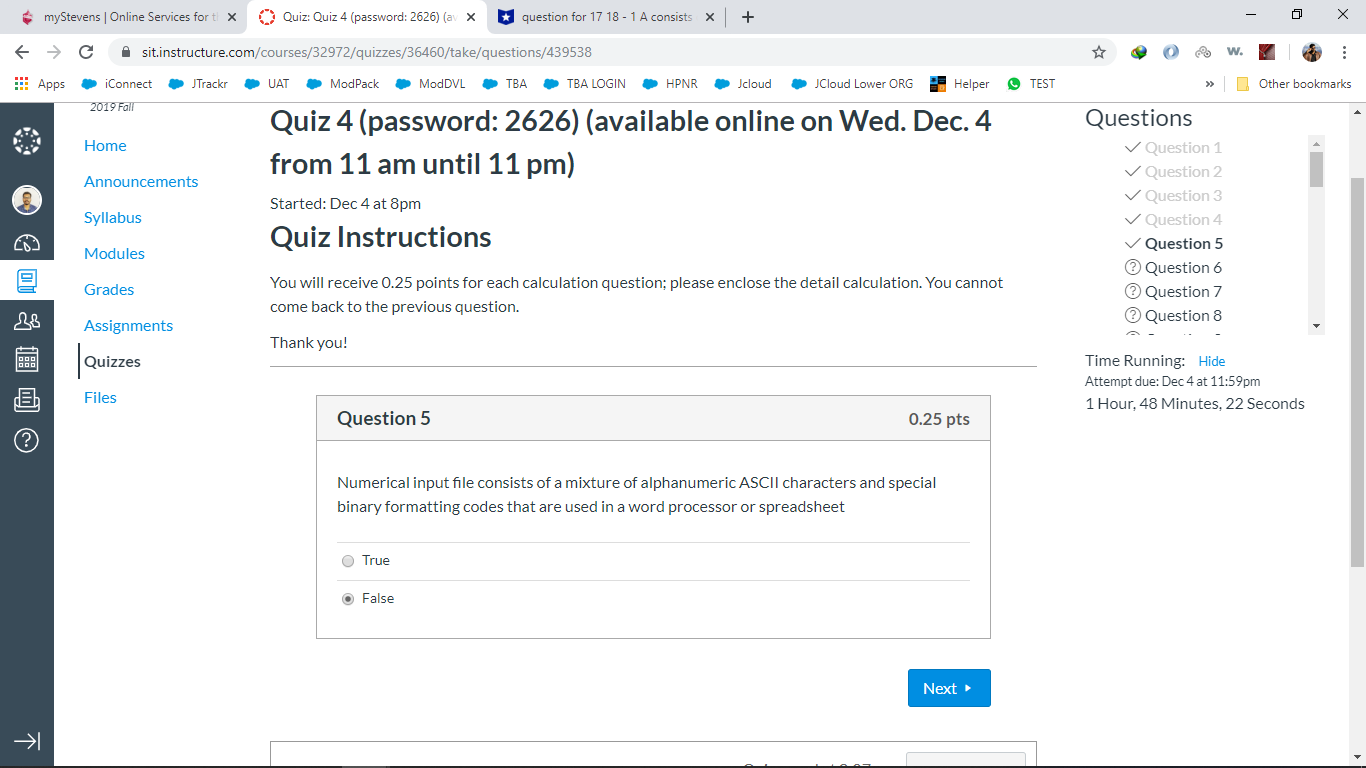 myStevens | Online Services for t
Quiz: Quiz 4 (password: 2626) (av
question for 17 18 - 1 A consists
sit.instructure.com/courses/32972/quizzes/36460/take/questions/439538
Apps iConnect JTrackr UAT ModPack ModDVL TBA TBA LOGIN HPNR Jcloud JCloud Lower ORG Helper TEST » Other bookmarks
2019 Fall
Home
Announcements
Syllabus
Modules
Grades
Assignments
Quizzes
Files
Quiz 4 (password: 2626) (available online on Wed. Dec. 4
from 11 am until 11 pm)
Started: Dec 4 at 8pm
Quiz Instructions
You will receive 0.25 points for each calculation question; please enclose the detail calculation. You cannot
come back to the previous question.
Thank you!
Question 5 0.25 pts
Numerical input file consists of a mixture of alphanumeric ASCII characters and special
binary formatting codes that are used in a word processor or spreadsheet
True
False
Next
Questions
Question 1
Question 2
Question 3
Question 4
Question 5
Question 6
Question 7
Question 8
Time Running: Hide
Attempt due: Dec 4 at 11:59pm
1 Hour, 48 Minutes, 22 Seconds